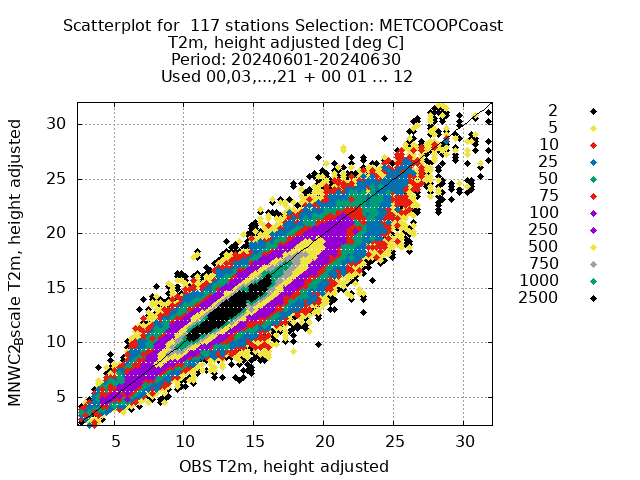 Scatterplot for  117 stations Selection: METCOOPCoast
T2m, height adjusted [deg C]
Period: 20240601-20240630
Used 00,03,...,21 + 00 01 ... 12
MNWC2_Bscale T2m, height adjusted
30
25
20
15
10
5
5 10 15 20 25 30
OBS T2m, height adjusted
2
5
10
25
50
75
100
250
500
750
1000
2500